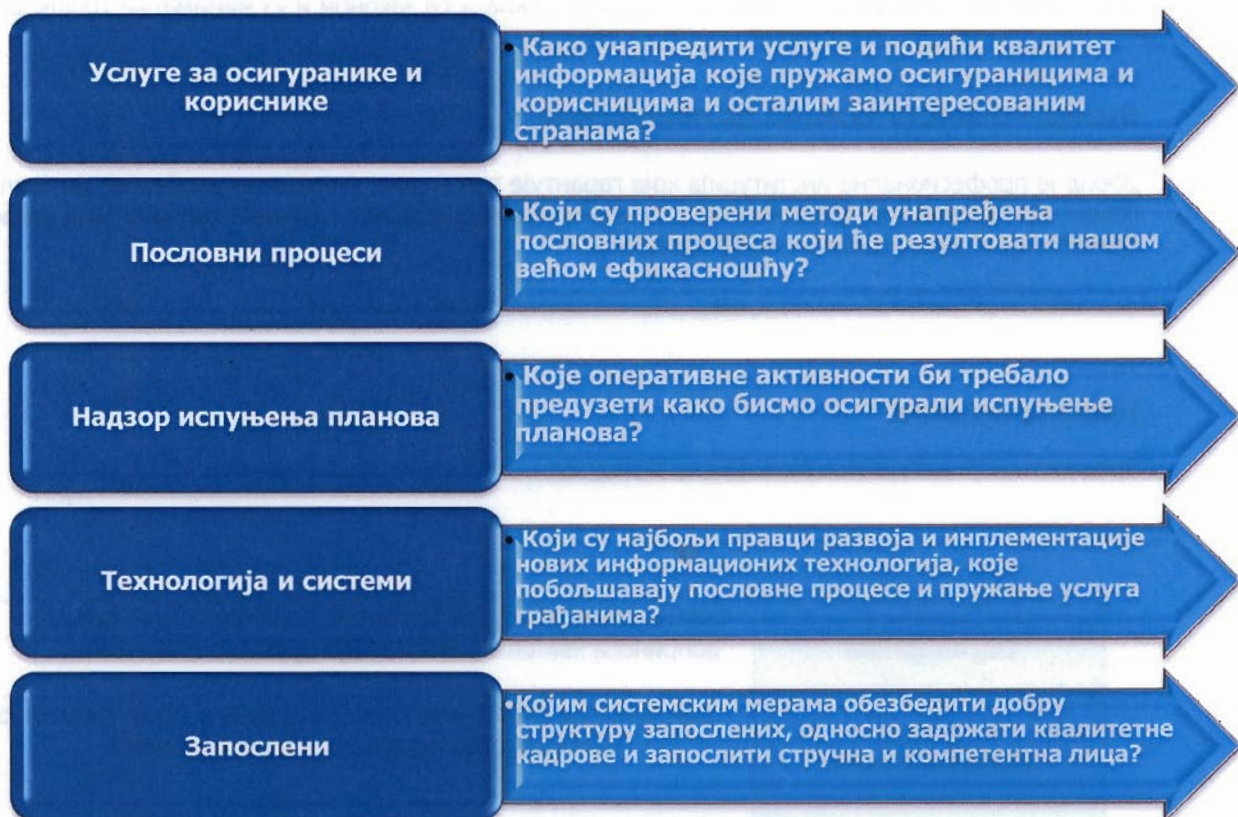 Услуге за осигуранике и
кориснике
• Како унапредити услуге и подићи квалитет
информација које пружамо осигураницима и
корисницима и осталим заинтересованим
странама?
Пословни процеси
• Који су проверени методи унапређења
пословних процеса који ће резултовати нашом
већом ефикасношћу?
Надзор испуњења планова
• Које оперативне активности би требало
предузети како бисмо осигурали испуњење
планова?
Технологија и системи
• Који су најбољи правци развоја и инплементације
нових информационих технологија, које
побољшавају пословне процесе и пружање услуга
грађанима?
Запослени
•Којим системским мерама обезбедити добру
структуру запослених, односно задржати квалитетне
кадрове и запослити стручна и компетентна лица?